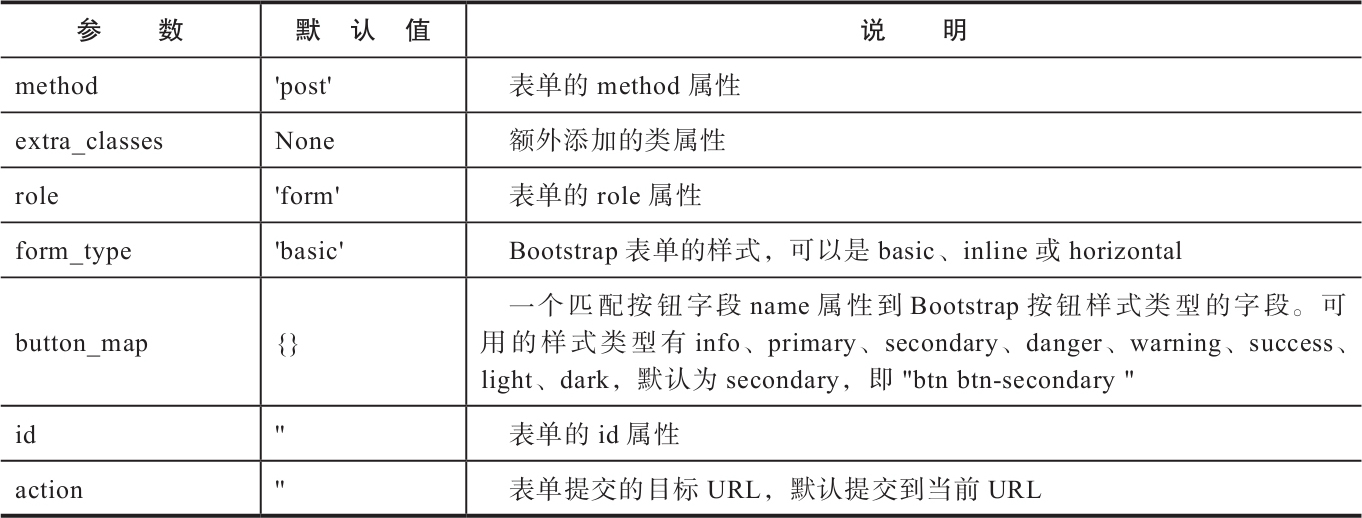 参 数 默 认 值 说 明
method 'post' 表单的 method 属性
extra_classes None 额外添加的类属性
role 'form' 表单的 role 属性
form_type 'basic' Bootstrap 表单的样式，可以是 basic、inline 或 horizontal
一个匹配按钮字段 name 属性到 Bootstrap 按钮样式类型的字段。可
button_map {} 用的样式类型有 info、primary、secondary、danger、warning、success、
light、dark，默认为 secondary，即 "btn btn-secondary "
id '' 表单的 id 属性
action '' 表单提交的目标 URL，默认提交到当前 URL